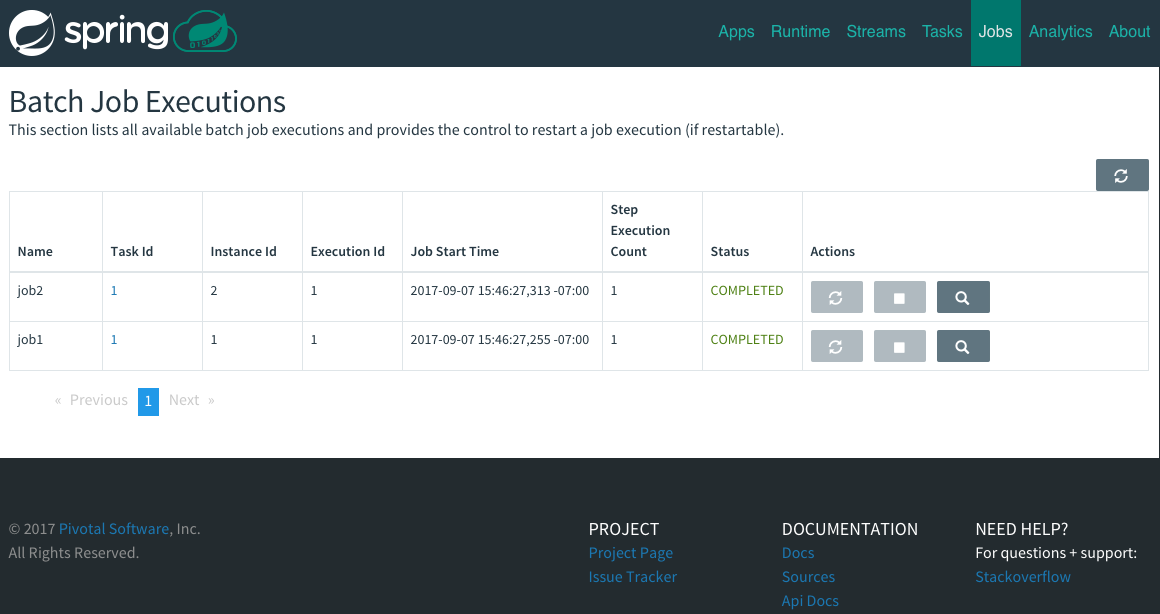 spring
Apps Runtime Streams Tasks Jobs Analytics About
Batch Job Executions
This section lists all available batch job executions and provides the control to restart a job execution (if restartable).
Name Task Id Instance Id Execution Id Job Start Time Step Execution Count Status Actions
job2 1 2 1 2017-09-07 15:46:27,313 -07:00 1 COMPLETED
job1 1 1 1 2017-09-07 15:46:27,255 -07:00 1 COMPLETED
« Previous 1 Next »
© 2017 Pivotal Software, Inc.
All Rights Reserved.
PROJECT
Project Page
Issue Tracker
DOCUMENTATION
Docs
Sources
Api Docs
NEED HELP?
For questions + support:
Stackoverflow